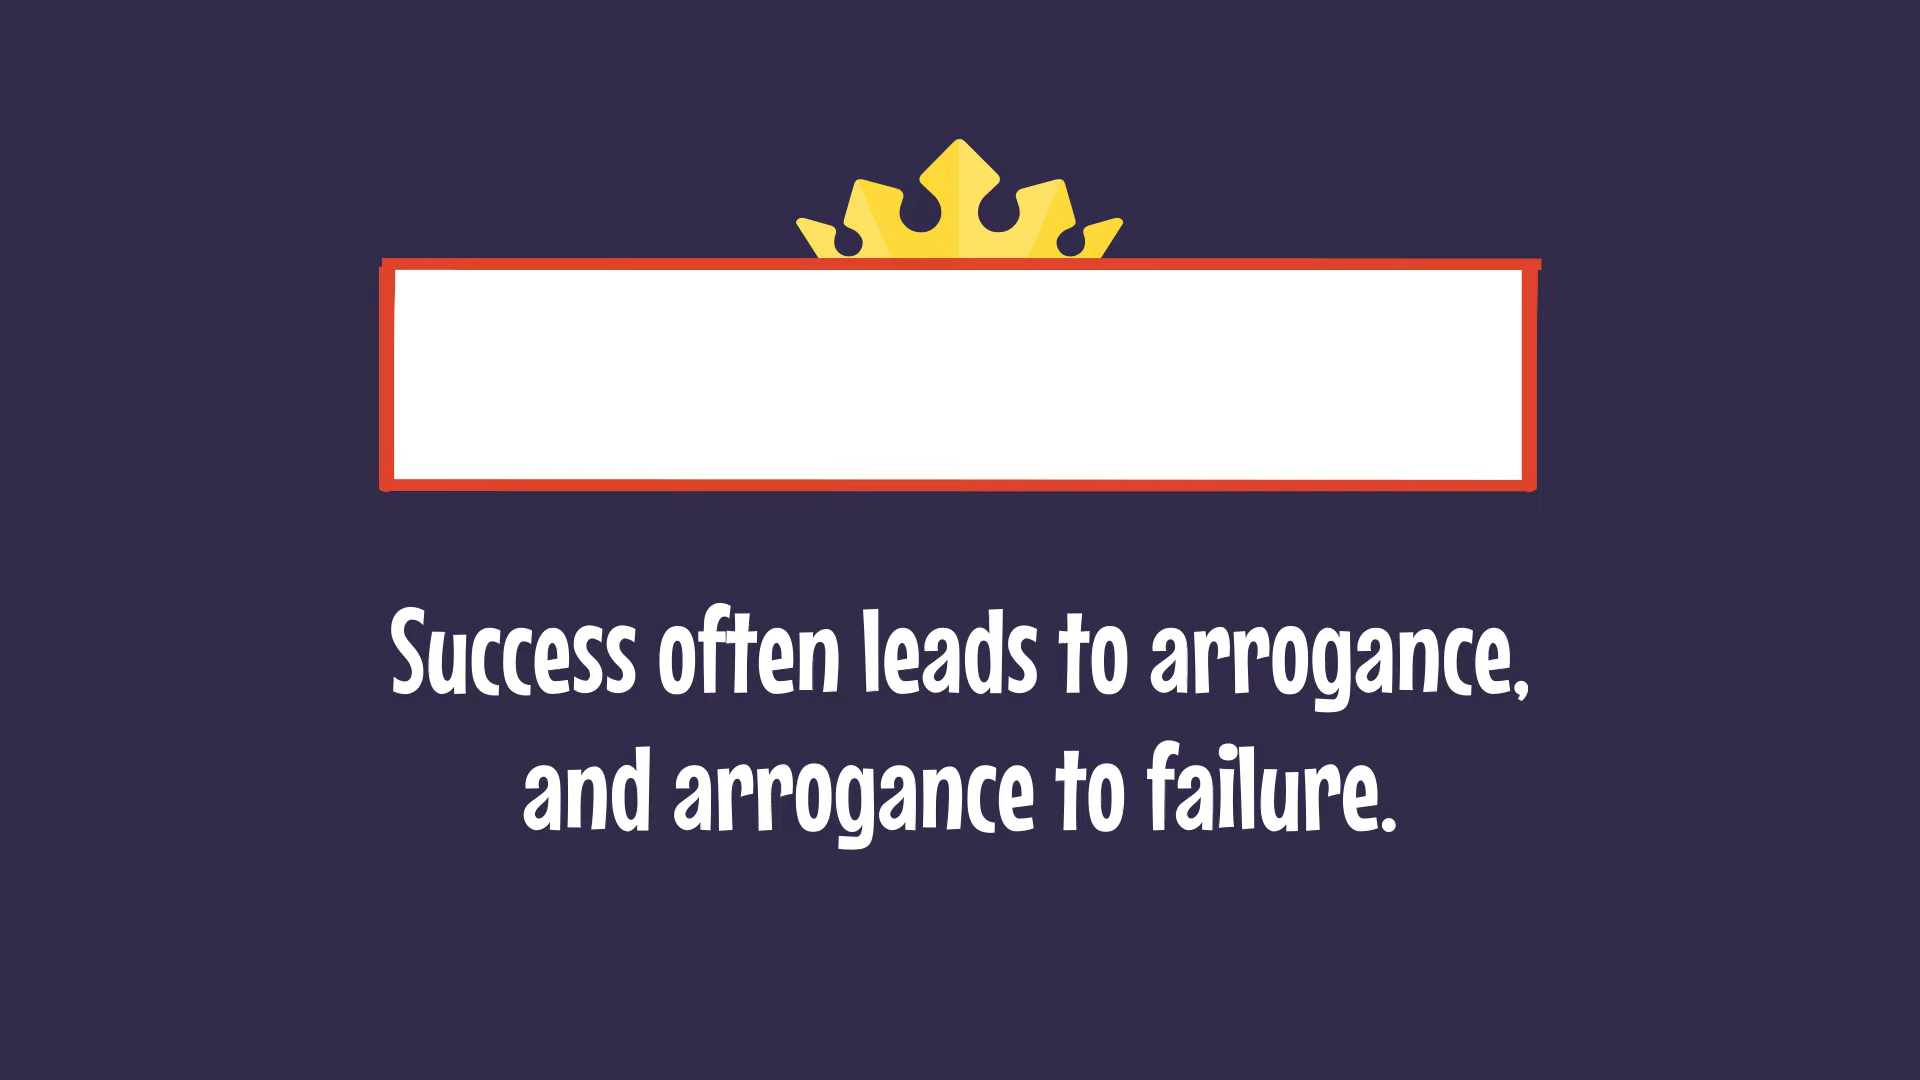 Success often leads to arrogance,
and arrogance to failure.